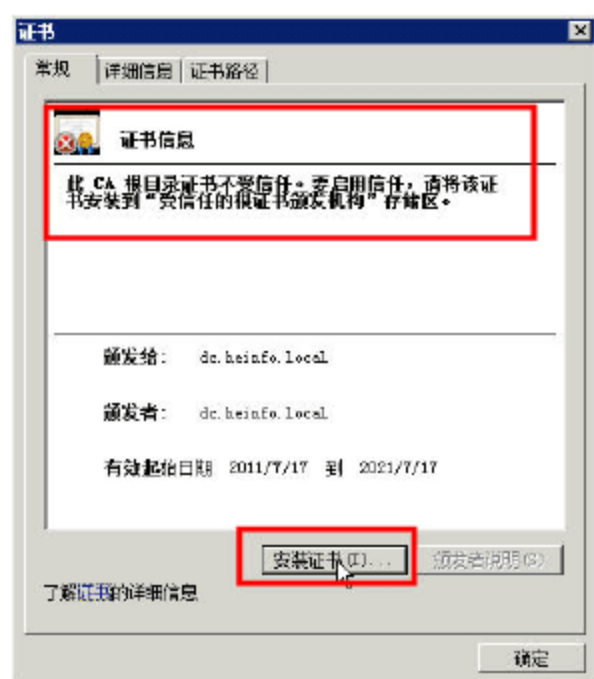 证书
常规 详细信息 证书路径
证书信息
此 CA 根目录证书不受信任。要启用信任，请将该证
书安装到“受信任的根证书颁发机构”存储区。
颁发给： dc.heinfo.local
颁发者： dc.heinfo.local
有效起始日期 2011/7/17 到 2021/7/17
安装证书(I)... 颁发者说明(S)
了解证书的详细信息
确定